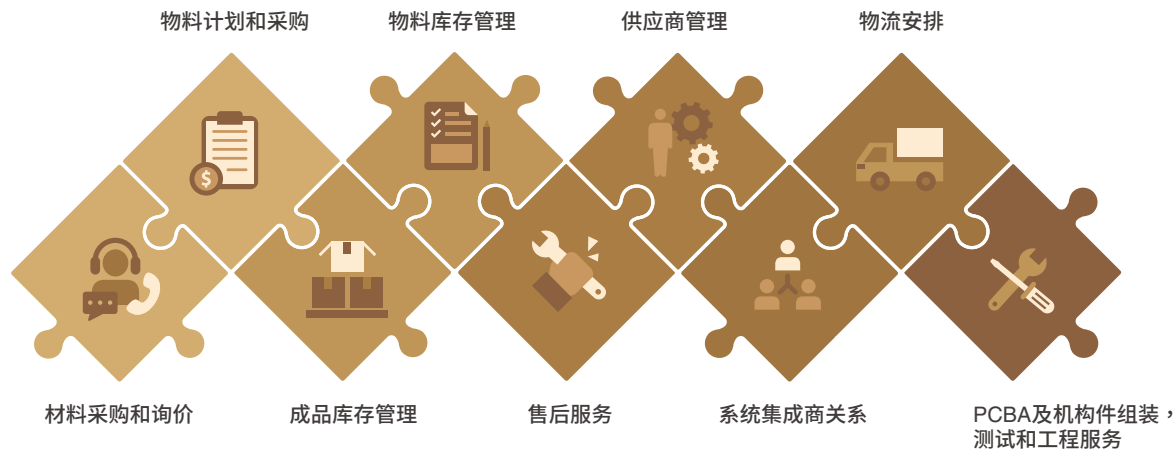 物料计划和采购
物料库存管理
供应商管理
物流安排
$
材料采购和询价
成品库存管理
售后服务
系统集成商关系
PCBA及机构件组装，
测试和工程服务